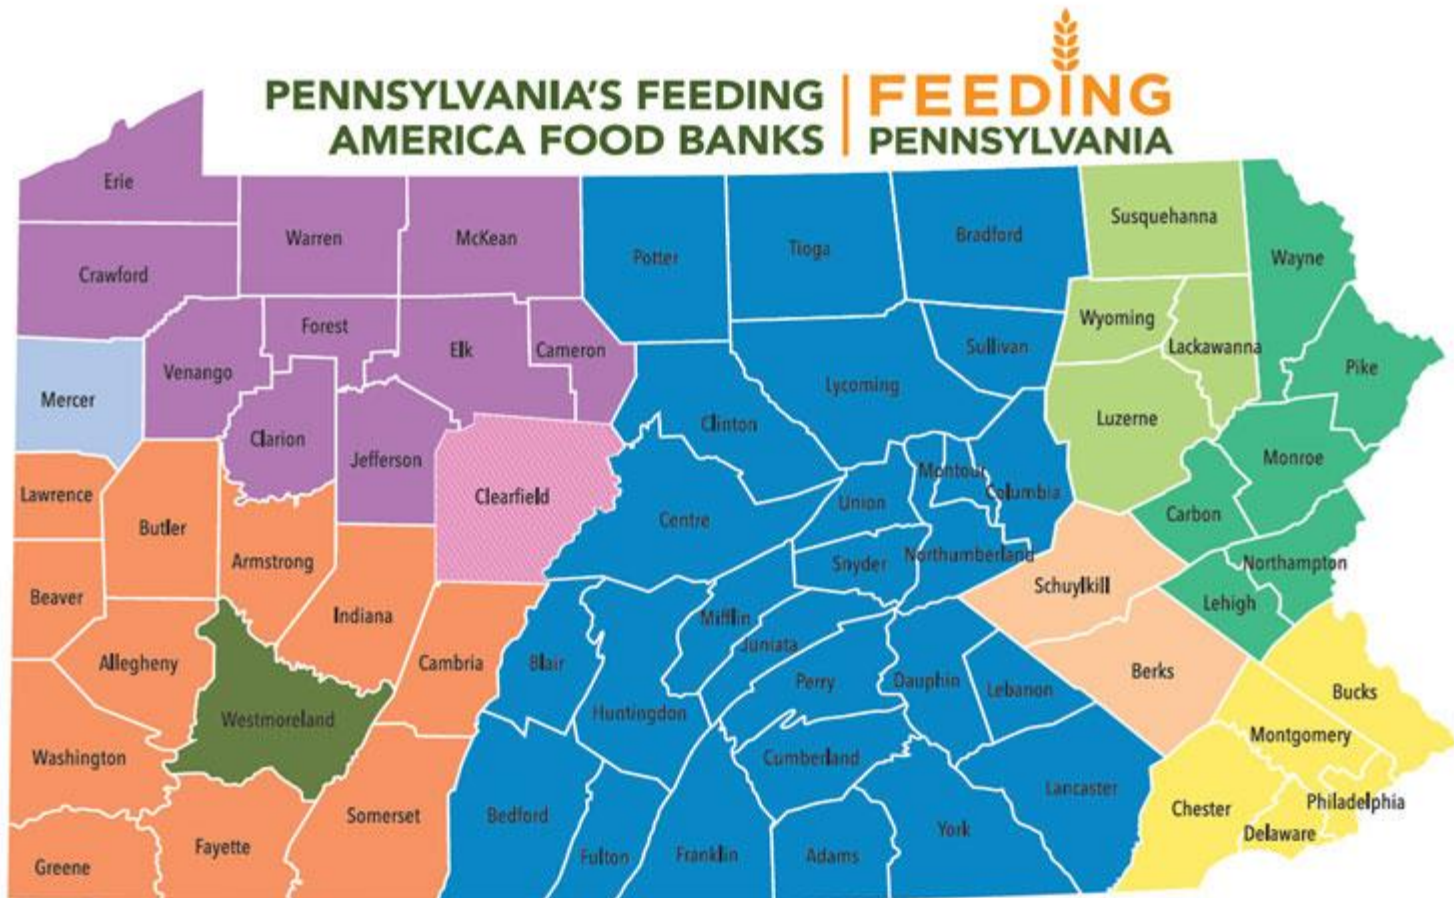 PENNSYLVANIA'S FEEDING
AMERICA FOOD BANKS
FEEDING
PENNSYLVANIA
Erie
Warren
McKean
Crawford
Potter
Tioga
Bradford
Susquehanna
Wayne
Forest
Elk
Cameron
Venango
Mercer
Sullivan
Wyoming
Lackawanna
Pike
Lycoming
Clinton
Luzerne
Clarion
Jefferson
Monroe
Lawrence
Clearfield
Montour
Columbia
Union
Centre
Carbon
Butler
Armstrong
Snyder
Northumberland
Northampton
Beaver
Schuylkill
Lehigh
Indiana
Mifflin
Juniata
Allegheny
Cambria
Blair
Perry
Dauphin
Lebanon
Berks
Bucks
Westmoreland
Huntingdon
Montgomery
Washington
Cumberland
Lancaster
Philadelphia
Chester
Delaware
Somerset
Bedford
York
Fayette
Fulton
Franklin
Adams
Greene